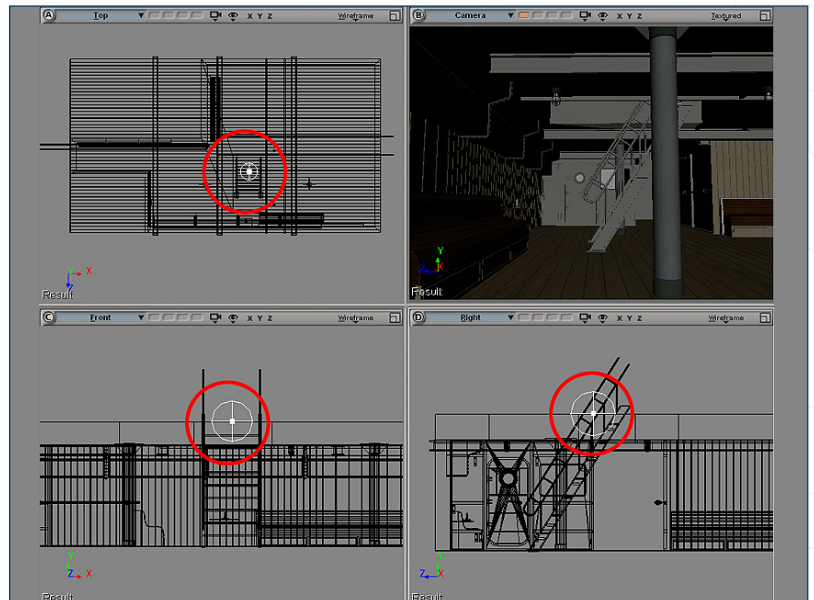 A Top X Y Z Wireframe
B Camera X Y Z Textured
Y
X
Z
Result
Y
Z X
Result
C Front X Y Z Wireframe
D Right X Y Z Wireframe
Y
Z X
Result
Y
Z X
Result